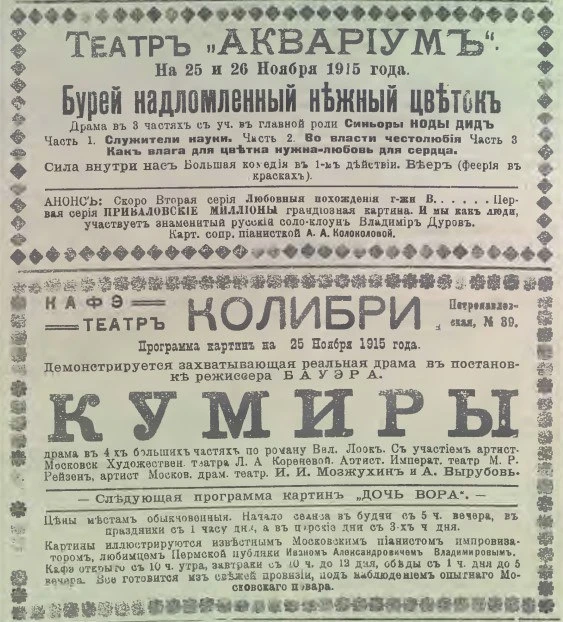 Театръ „АКВАРІУМЪ“.
На 25 и 26 Ноября 1915 года.
Бурей надломленный нѣжный цвѣтокъ
Драма въ 3 частяхъ съ уч. въ главной роли Синьоры НОДЫ ДИДЪ
Часть 1. Служители науки. Часть 2. Во власти честолюбія Часть 3
Какъ влага для цвѣтка нужна-любовь для сердца.
Сила внутри насъ Большая комедія въ 1-мъ дѣйствіи. Вѣеръ (феерія въ
краскахъ).
АНОНСЪ: Скоро Вторая серія Любовныя похожденія г-жи В. . . . . . Пер-
вая серія ПРИВАЛОВСКІЕ МИЛЛІОНЫ грандіозная картина. И мы какъ люди,
участвуетъ знаменитый русскій соло-клоунъ Владиміръ Дуровъ.
Карт. сопр. піанисткой А. А. Колоколовой.
КАФЭ
ТЕАТРЪ КОЛИБРИ Петропавлов-
ская, № 39.
Программа картинъ на 25 Ноября 1915 года.
Демонстрируется захватывающая реальная драма въ постанов-
кѣ режиссера БАУЭРА.
КУМИРЫ
драма въ 4 хъ большихъ частяхъ по роману Вил. Локъ. Съ участіемъ артист.
Московск Художествен. театра Л. А Кореневой. Артист. Императ. театр М. Р.
Рейзенъ, артист Москов. драм. театр. И. И. Мозжухинъ и А. Вырубовъ.
— Слѣдующая программа картинъ „ДОЧЬ ВОРА“. —
Цѣны мѣстамъ обыкновенныя. Начало сеанса въ будни съ 5 ч. вечера, въ
праздники съ 1 часу дня, а въ царскіе дни съ 3-хъ ч дня.
Картины иллюстрируются извѣстнымъ Московскимъ піанистомъ импровиза-
торомъ, любимцемъ Пермской публики Иваномъ Александровичемъ Владимировымъ.
Кафэ открыто съ 10 ч. утра, завтраки съ 10 ч. до 12 дня, обѣды съ 1 ч. дня до 5
вечера. Все готовится изъ свѣжей провизіи, подъ наблюденіемъ опытнаго Мо-
сковскаго повара.